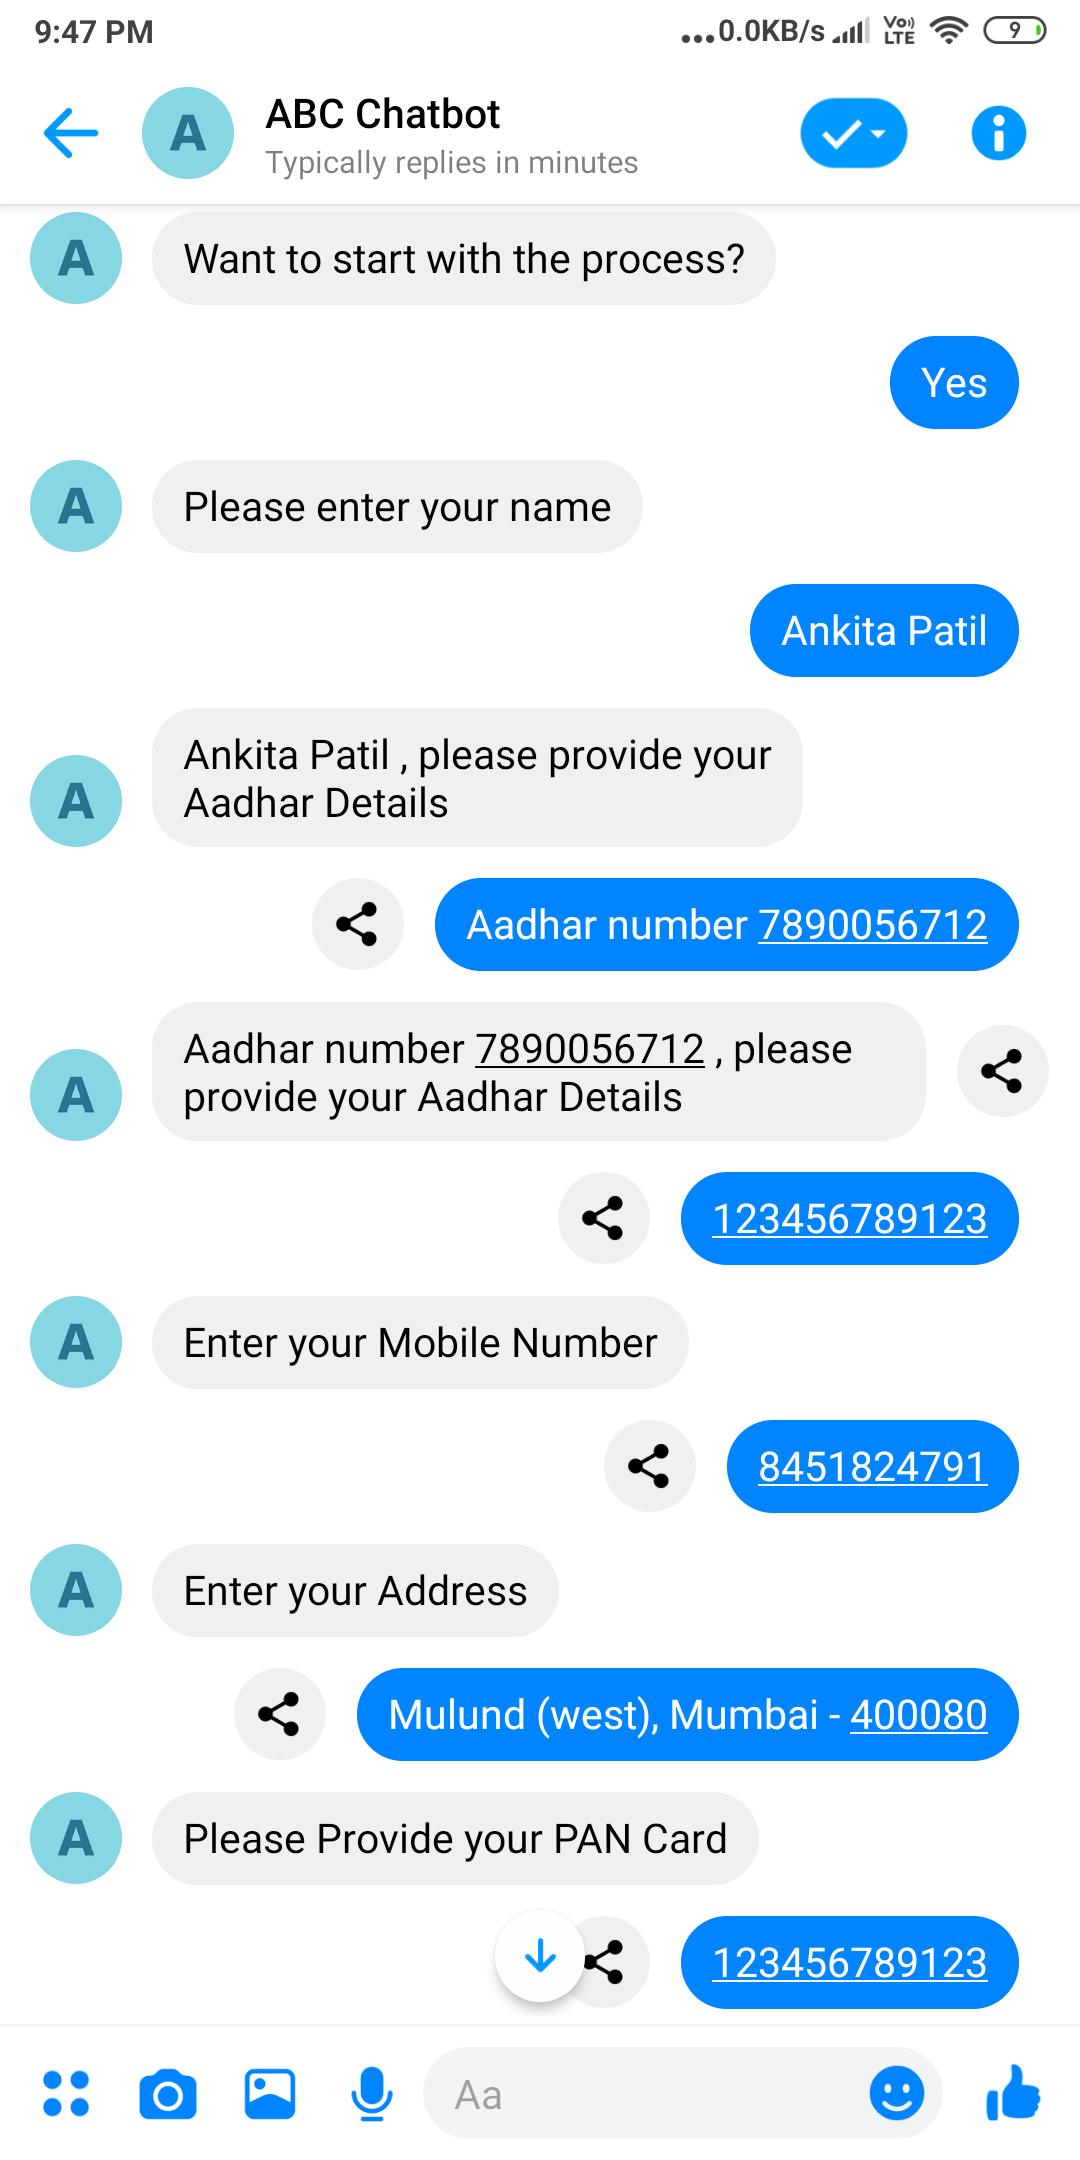 9:47 PM
...0.0KB/s Vo)) LTE 9
A
ABC Chatbot
Typically replies in minutes
A
Want to start with the process?
Yes
A
Please enter your name
Ankita Patil
Ankita Patil , please provide your
Aadhar Details
A
Aadhar number 7890056712
Aadhar number 7890056712 , please
provide your Aadhar Details
A
123456789123
A
Enter your Mobile Number
8451824791
A
Enter your Address
Mulund (west), Mumbai - 400080
A
Please Provide your PAN Card
123456789123
Aa